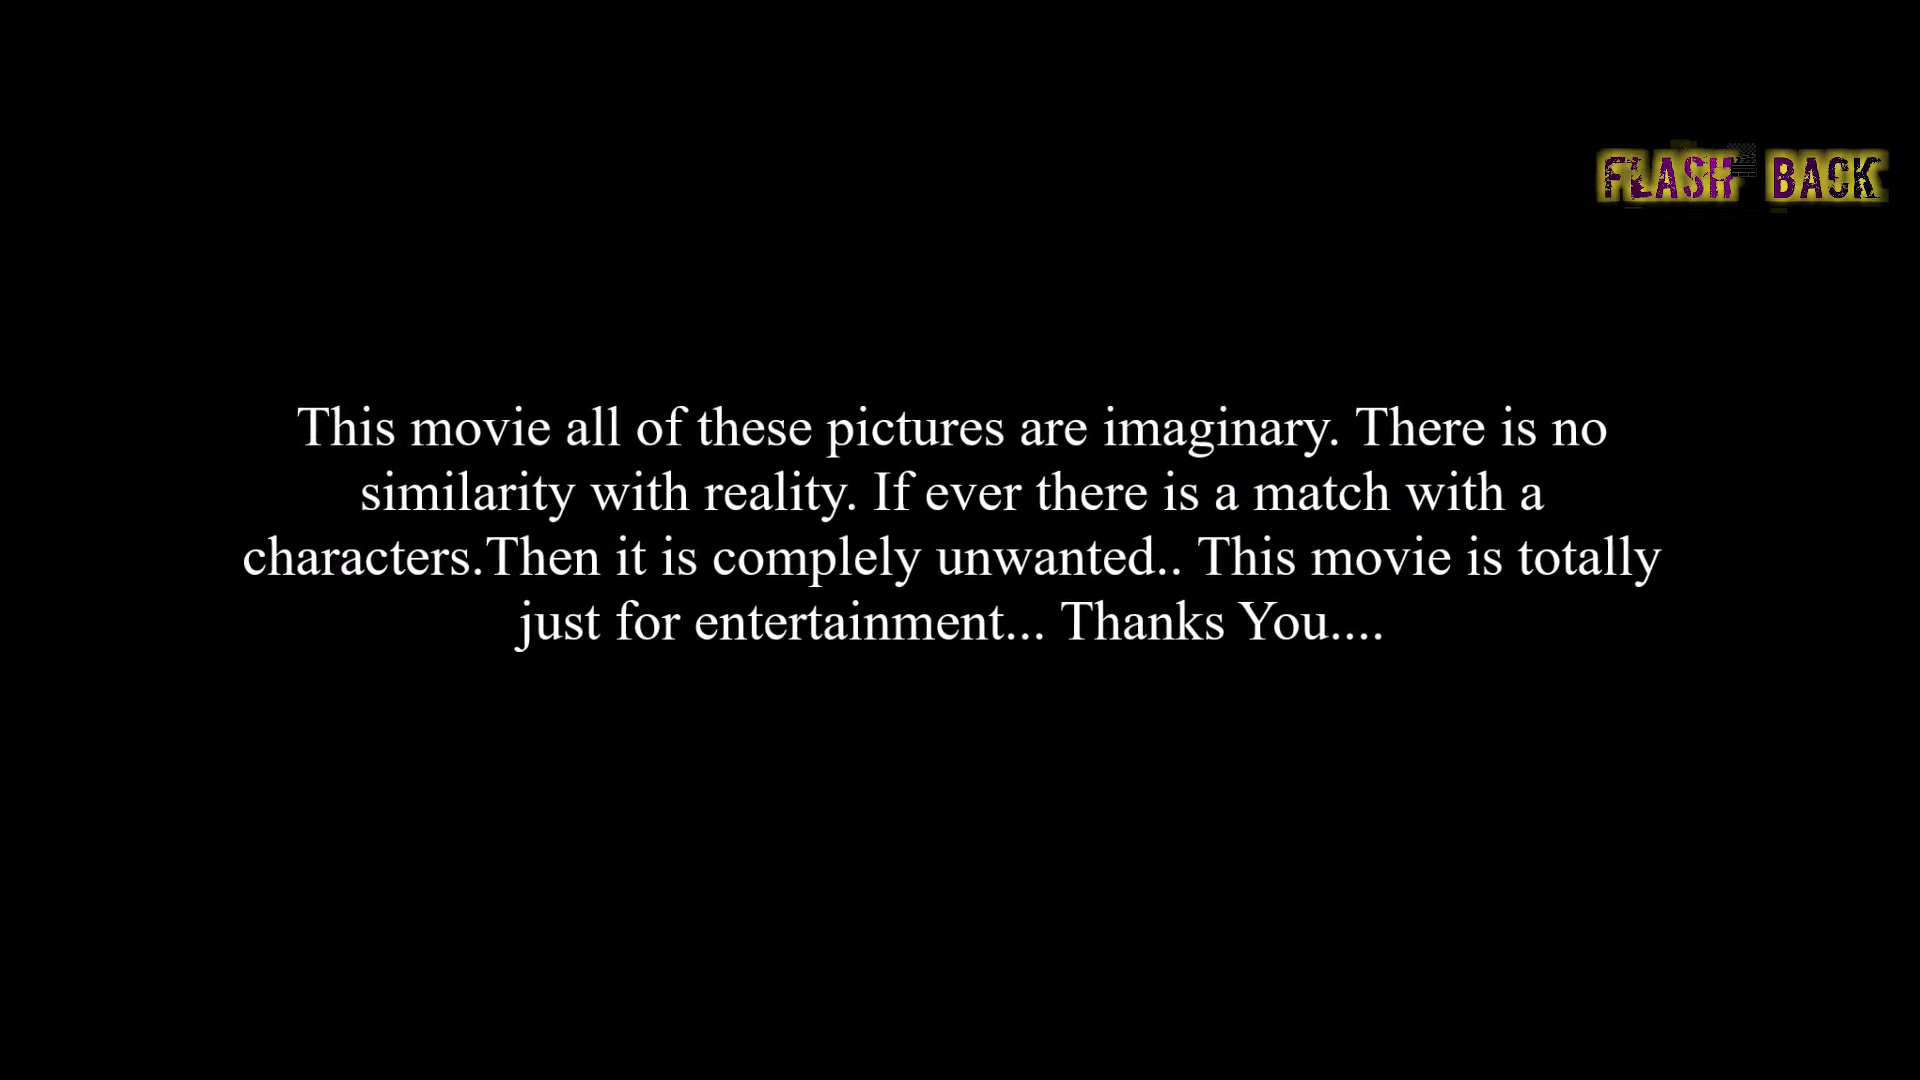 FLASH BACK
This movie all of these pictures are imaginary. There is no
similarity with reality. If ever there is a match with a
characters.Then it is complely unwanted.. This movie is totally
just for entertainment... Thanks You....